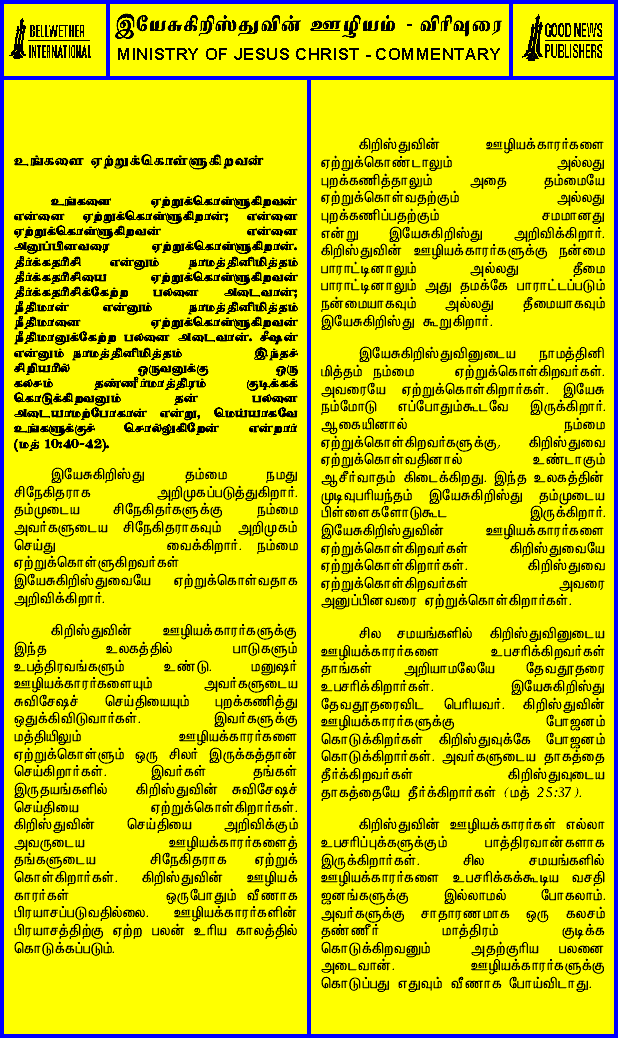 BELLWETHER
INTERNATIONAL
இயேசுகிறிஸ்துவின் ஊழியம் - விரிவுரை
MINISTRY OF JESUS CHRIST - COMMENTARY
GOOD NEWS
PUBLISHERS
உங்களை ஏற்றுக்கொள்ளுகிறவன்
உங்களை ஏற்றுக்கொள்ளுகிறவன்
என்னை ஏற்றுக்கொள்ளுகிறான்; என்னை
ஏற்றுக்கொள்ளுகிறவன் என்னை
அனுப்பினவரை ஏற்றுக்கொள்ளுகிறான்.
தீர்க்கதரிசி என்னும் நாமத்தினிமித்தம்
தீர்க்கதரிசியை ஏற்றுக்கொள்ளுகிறவன்
தீர்க்கதரிசிக்கேற்ற பலனை அடைவான்;
நீதிமான் என்னும் நாமத்தினிமித்தம்
நீதிமானை ஏற்றுக்கொள்ளுகிறவன்
நீதிமானுக்கேற்ற பலனை அடைவான். சீஷன்
என்னும் நாமத்தினிமித்தம் இந்தச்
சிறியரில் ஒருவனுக்கு ஒரு
கலசம் தண்ணீர்மாத்திரம் குடிக்கக்
கொடுக்கிறவனும் தன் பலனை
அடையாமற்போகான் என்று, மெய்யாகவே
உங்களுக்குச் சொல்லுகிறேன் என்றார்
(மத் 10:40-42).
இயேசுகிறிஸ்து தம்மை நமது
சிநேகிதராக அறிமுகப்படுத்துகிறார்.
தம்முடைய சிநேகிதர்களுக்கு நம்மை
அவர்களுடைய சிநேகிதராகவும் அறிமுகம்
செய்து வைக்கிறார். நம்மை
ஏற்றுக்கொள்ளுகிறவர்கள்
இயேசுகிறிஸ்துவையே ஏற்றுக்கொள்வதாக
அறிவிக்கிறார்.
கிறிஸ்துவின் ஊழியக்காரர்களுக்கு
இந்த உலகத்தில் பாடுகளும்
உபத்திரவங்களும் உண்டு. மனுஷர்
ஊழியக்காரர்களையும் அவர்களுடைய
சுவிசேஷச் செய்தியையும் புறக்கணித்து
ஒதுக்கிவிடுவார்கள். இவர்களுக்கு
மத்தியிலும் ஊழியக்காரர்களை
ஏற்றுக்கொள்ளும் ஒரு சிலர் இருக்கத்தான்
செய்கிறார்கள். இவர்கள் தங்கள்
இருதயங்களில் கிறிஸ்துவின் சுவிசேஷச்
செய்தியை ஏற்றுக்கொள்கிறார்கள்.
கிறிஸ்துவின் செய்தியை அறிவிக்கும்
அவருடைய ஊழியக்காரர்களைத்
தங்களுடைய சிநேகிதராக ஏற்றுக்
கொள்கிறார்கள். கிறிஸ்துவின் ஊழியக்
காரர்கள் ஒருபோதும் வீணாக
பிரயாசப்படுவதில்லை. ஊழியக்காரர்களின்
பிரயாசத்திற்கு ஏற்ற பலன் உரிய காலத்தில்
கொடுக்கப்படும்.
கிறிஸ்துவின் ஊழியக்காரர்களை
ஏற்றுக்கொண்டாலும் அல்லது
புறக்கணித்தாலும் அதை தம்மையே
ஏற்றுக்கொள்வதற்கும் அல்லது
புறக்கணிப்பதற்கும் சமமானது
என்று இயேசுகிறிஸ்து அறிவிக்கிறார்.
கிறிஸ்துவின் ஊழியக்காரர்களுக்கு நன்மை
பாராட்டினாலும் அல்லது தீமை
பாராட்டினாலும் அது தமக்கே பாராட்டப்படும்
நன்மையாகவும் அல்லது தீமையாகவும்
இயேசுகிறிஸ்து கூறுகிறார்.
இயேசுகிறிஸ்துவினுடைய நாமத்தினி
மித்தம் நம்மை ஏற்றுக்கொள்கிறவர்கள்.
அவரையே ஏற்றுக்கொள்கிறார்கள். இயேசு
நம்மோடு எப்போதும்கூடவே இருக்கிறார்.
ஆகையினால் நம்மை
ஏற்றுக்கொள்கிறவர்களுக்கு, கிறிஸ்துவை
ஏற்றுக்கொள்வதினால் உண்டாகும்
ஆசீர்வாதம் கிடைக்கிறது. இந்த உலகத்தின்
முடிவுபரியந்தம் இயேசுகிறிஸ்து தம்முடைய
பிள்ளைகளோடுகூட இருக்கிறார்.
இயேசுகிறிஸ்துவின் ஊழியக்காரர்களை
ஏற்றுக்கொள்கிறவர்கள் கிறிஸ்துவையே
ஏற்றுக்கொள்கிறார்கள். கிறிஸ்துவை
ஏற்றுக்கொள்கிறவர்கள் அவரை
அனுப்பினவரை ஏற்றுக்கொள்கிறார்கள்.
சில சமயங்களில் கிறிஸ்துவினுடைய
ஊழியக்காரர்களை உபசரிக்கிறவர்கள்
தாங்கள் அறியாமலேயே தேவதூதரை
உபசரிக்கிறார்கள். இயேசுகிறிஸ்து
தேவதூதரைவிட பெரியவர். கிறிஸ்துவின்
ஊழியக்காரர்களுக்கு போஜனம்
கொடுக்கிறர்கள் கிறிஸ்துவுக்கே போஜனம்
கொடுக்கிறார்கள். அவர்களுடைய தாகத்தை
தீர்க்கிறவர்கள் கிறிஸ்துவுடைய
தாகத்தையே தீர்க்கிறார்கள் (மத் 25:37).
கிறிஸ்துவின் ஊழியக்காரர்கள் எல்லா
உபசரிப்புக்களுக்கும் பாத்திரவான்களாக
இருக்கிறார்கள். சில சமயங்களில்
ஊழியக்காரர்களை உபசரிக்கக்கூடிய வசதி
ஜனங்களுக்கு இல்லாமல் போகலாம்.
அவர்களுக்கு சாதாரணமாக ஒரு கலசம்
தண்ணீர் மாத்திரம் குடிக்க
கொடுக்கிறவனும் அதற்குரிய பலனை
அடைவான். ஊழியக்காரர்களுக்கு
கொடுப்பது எதுவும் வீணாக போய்விடாது.